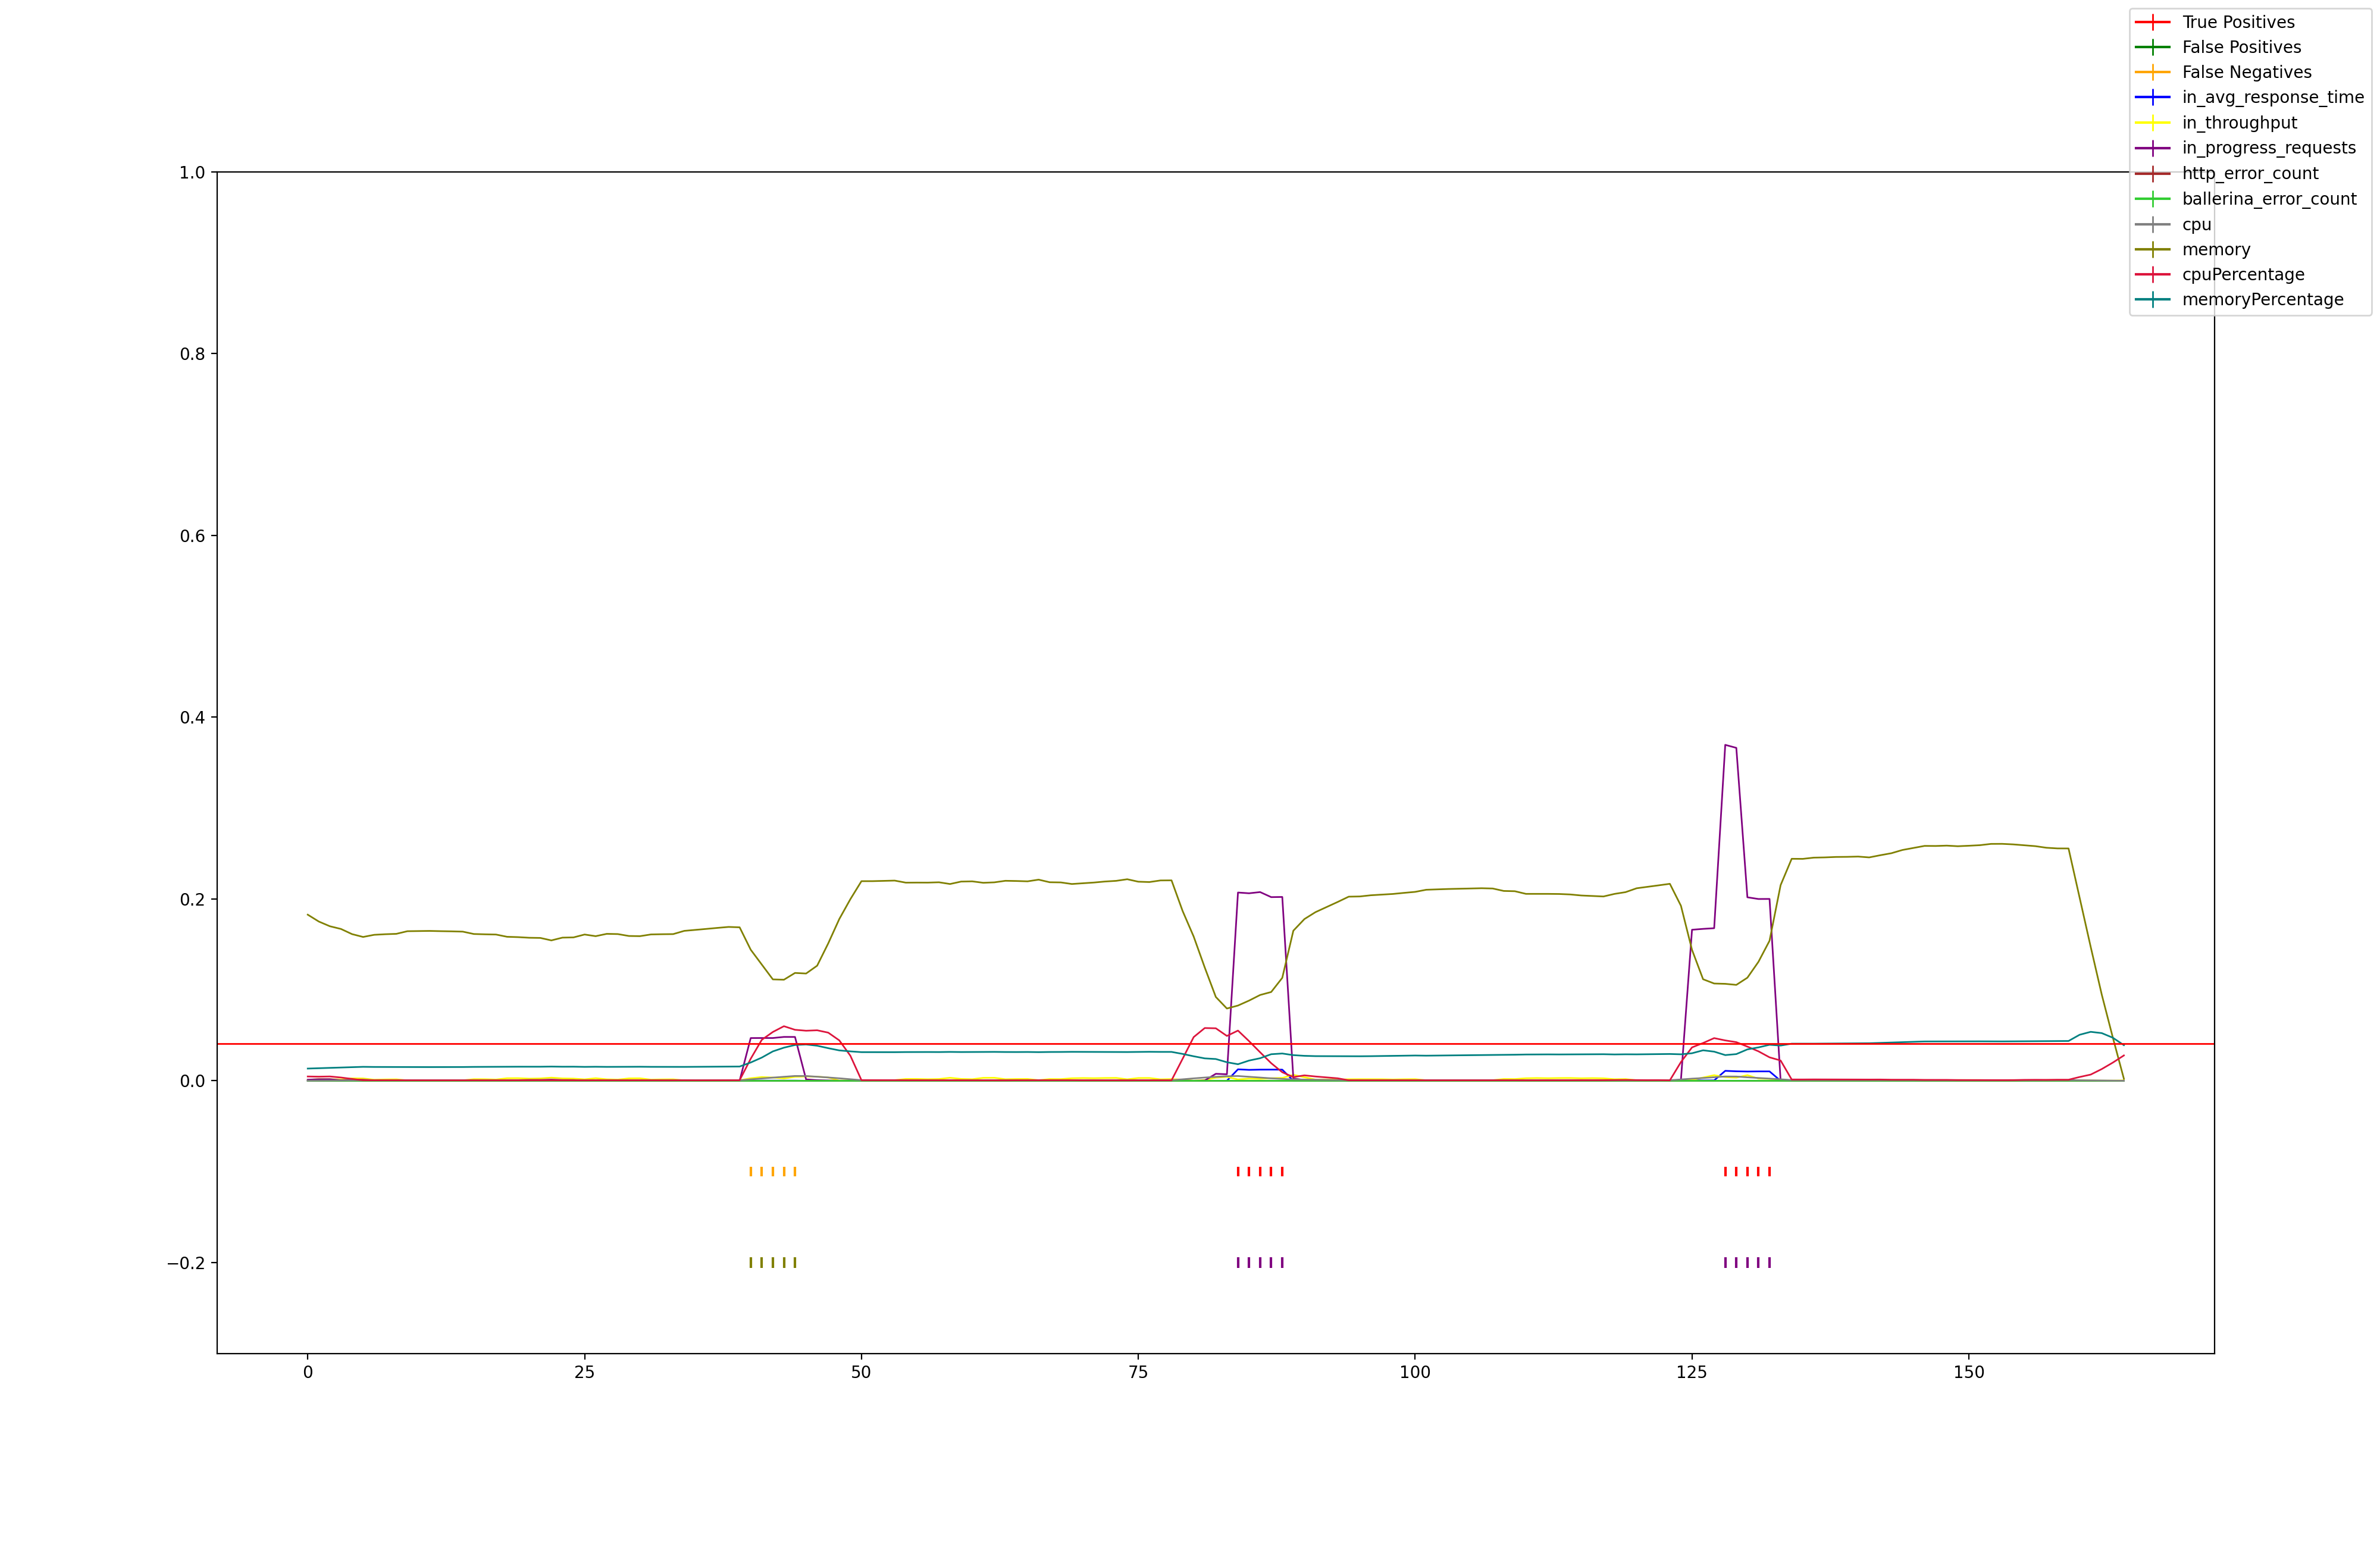 True Positives
False Positives
False Negatives
in_avg_response_time
in_throughput
in_progress_requests
http_error_count
ballerina_error_count
cpu
memory
cpuPercentage
memoryPercentage
1.0
0.8
0.6
0.4
0.2
0.0
−0.2
0 25 50 75 100 125 150